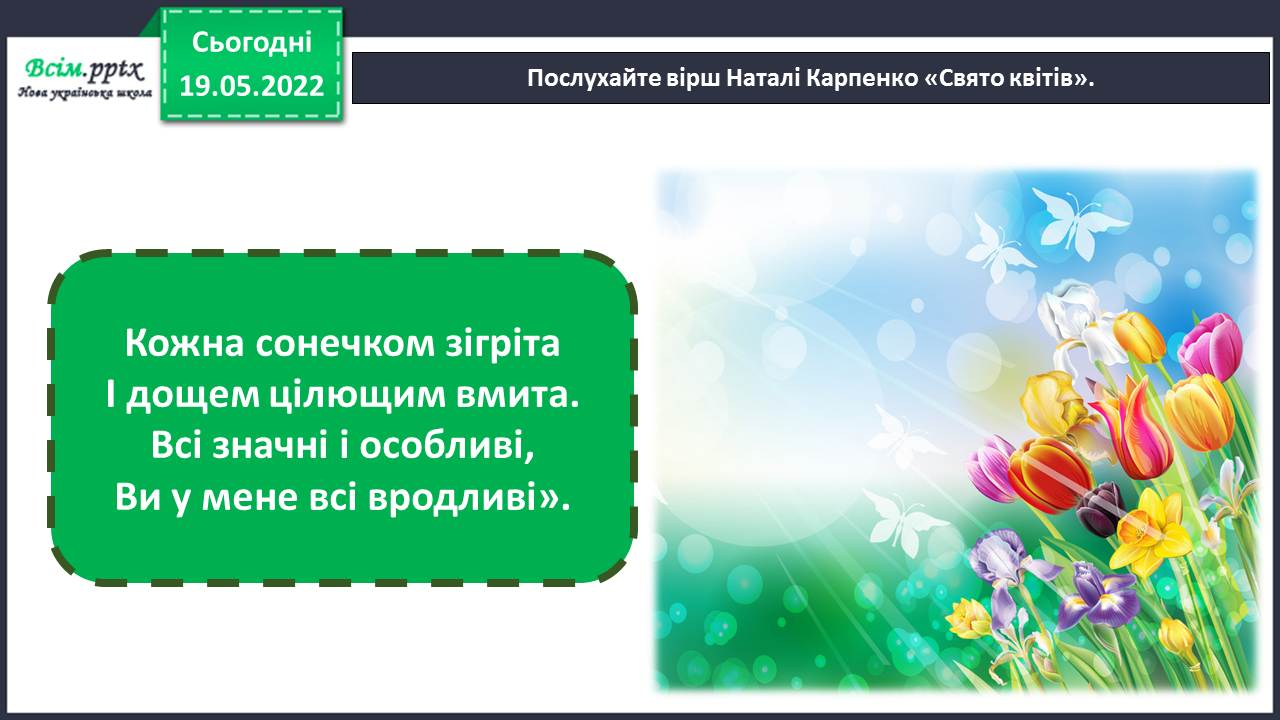 Сьогодні
19.05.2022
Всім.pptx
Нова українська школа
Послухайте вірш Наталі Карпенко «Свято квітів».
Кожна сонечком зігріта
І дощем цілющим вмита.
Всі значні і особливі,
Ви у мене всі вродливі».